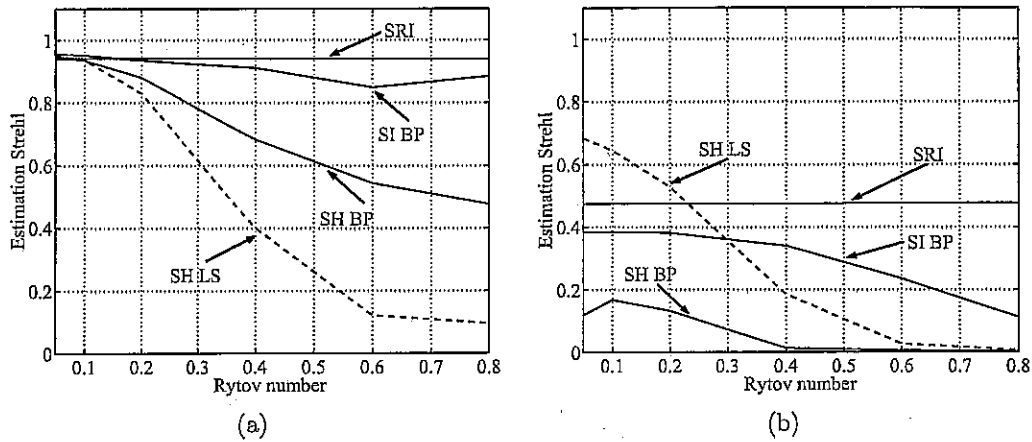 Estimation Strehl
1
0.8
0.6
0.4
0.2
0
SRI
SI BP
SH BP
SH LS
0.1 0.2 0.3 0.4 0.5 0.6 0.7 0.8
Rytov number
(a)
Estimation Strehl
1
0.8
0.6
0.4
0.2
0
SH LS
SRI
SI BP
SH BP
0.1 0.2 0.3 0.4 0.5 0.6 0.7 0.8
Rytov number
(b)